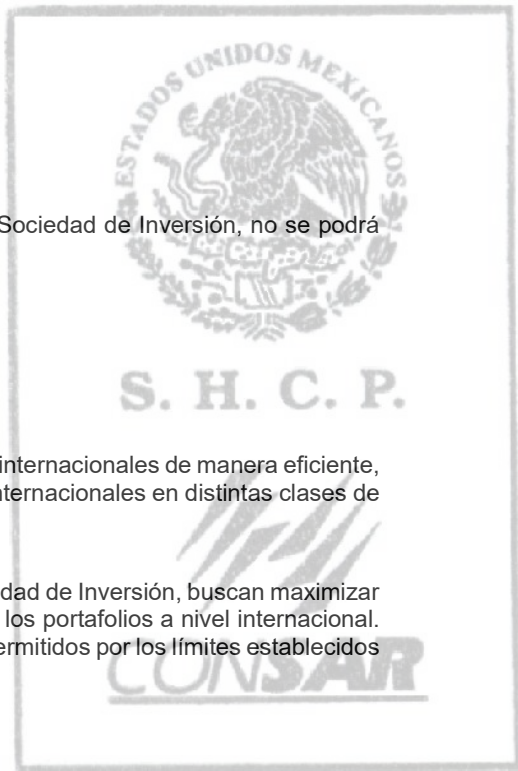 ESTADOS UNIDOS MEXICANOS
Sociedad de Inversión, no se podrá
S. H. C. P.
internacionales de manera eficiente,
nternacionales en distintas clases de
dad de Inversión, buscan maximizar
los portafolios a nivel internacional.
ermitidos por los límites establecidos
CONSAR